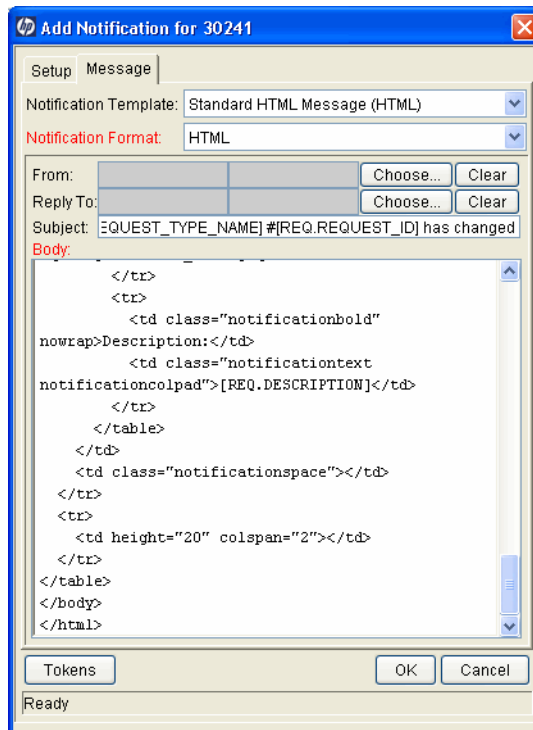 hp Add Notification for 30241
Setup Message
Notification Template: Standard HTML Message (HTML)
Notification Format: HTML
From: Choose... Clear
Reply To: Choose... Clear
Subject: EQUEST_TYPE_NAME] #[REQ.REQUEST_ID] has changed
Body:
</tr>
<tr>
<td class="notificationbold"
nowrap>Description:</td>
<td class="notificationtext
notificationcolpad">[REQ.DESCRIPTION]</td>
</tr>
</table>
</td>
<td class="notificationspace"></td>
</tr>
<tr>
<td height="20" colspan="2"></td>
</tr>
</table>
</body>
</html>
Tokens OK Cancel
Ready